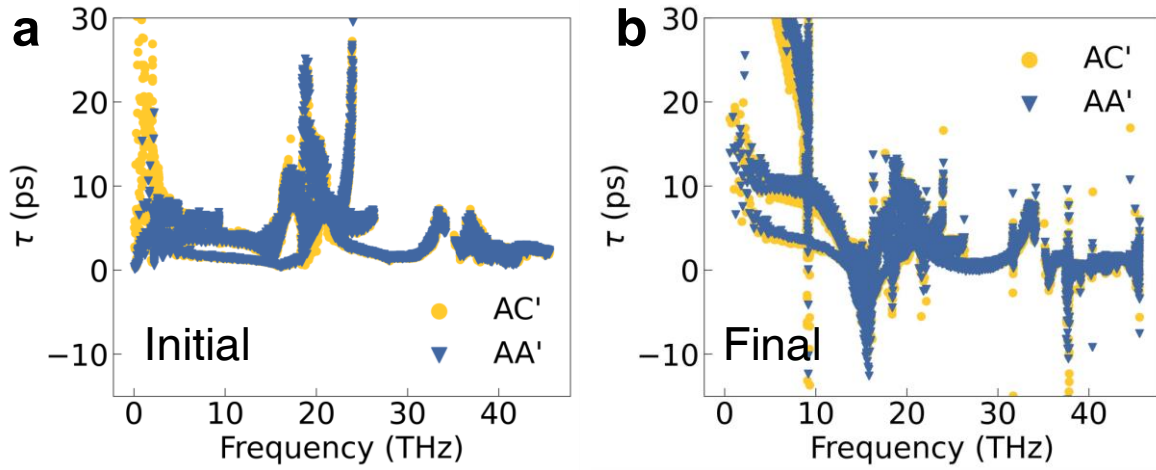 a
30
20
10
0
−10
τ (ps)
AC'
AA'
Initial
0 10 20 30 40
Frequency (THz)
b
30
20
10
0
−10
τ (ps)
AC'
AA'
Final
0 10 20 30 40
Frequency (THz)